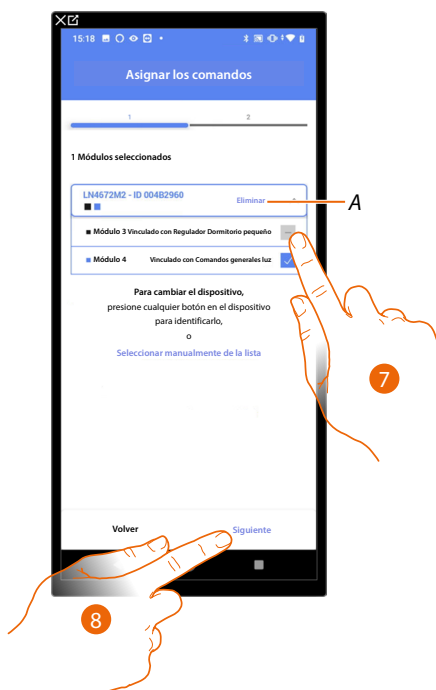 15:18
Asignar los comandos
1 2
1 Módulos seleccionados
LN4672M2 - ID 004B2960
Eliminar
A
Módulo 3 Vinculado con Regulador Dormitorio pequeño
Módulo 4 Vinculado con Comandos generales luz
Para cambiar el dispositivo,
presione cualquier botón en el dispositivo
para identificarlo,
o
Seleccionar manualmente de la lista
7
Volver Siguiente
8